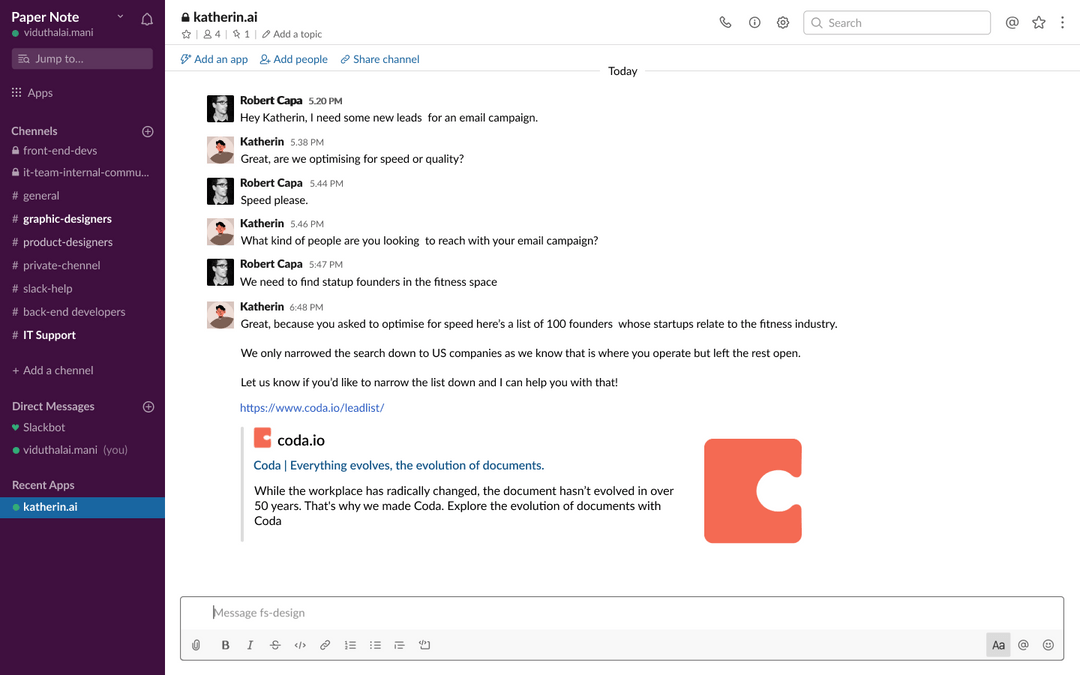 Paper Note
viduthalai.mani
Jump to...
Apps
Channels
front-end-devs
it-team-internal-commu...
# general
# graphic-designers
# product-designers
# private-chennel
# slack-help
# back-end developers
# IT Support
+ Add a channel
Direct Messages
Slackbot
viduthalai.mani (you)
Recent Apps
katherin.ai
katherin.ai
4 | 1 | Add a topic
Search
Add an app Add people Share channel
Today
Robert Capa 5.20 PM
Hey Katherin, I need some new leads for an email campaign.
Katherin 5.38 PM
Great, are we optimising for speed or quality?
Robert Capa 5.44 PM
Speed please.
Katherin 5.46 PM
What kind of people are you looking to reach with your email campaign?
Robert Capa 5:47 PM
We need to find statup founders in the fitness space
Katherin 6:48 PM
Great, because you asked to optimise for speed here's a list of 100 founders whose startups relate to the fitness industry.
We only narrowed the search down to US companies as we know that is where you operate but left the rest open.
Let us know if you'd like to narrow the list down and I can help you with that!
https://www.coda.io/leadlist/
coda.io
Coda | Everything evolves, the evolution of documents.
While the workplace has radically changed, the document hasn't evolved in over
50 years. That's why we made Coda. Explore the evolution of documents with
Coda
Message fs-design
B I S </> Aa @